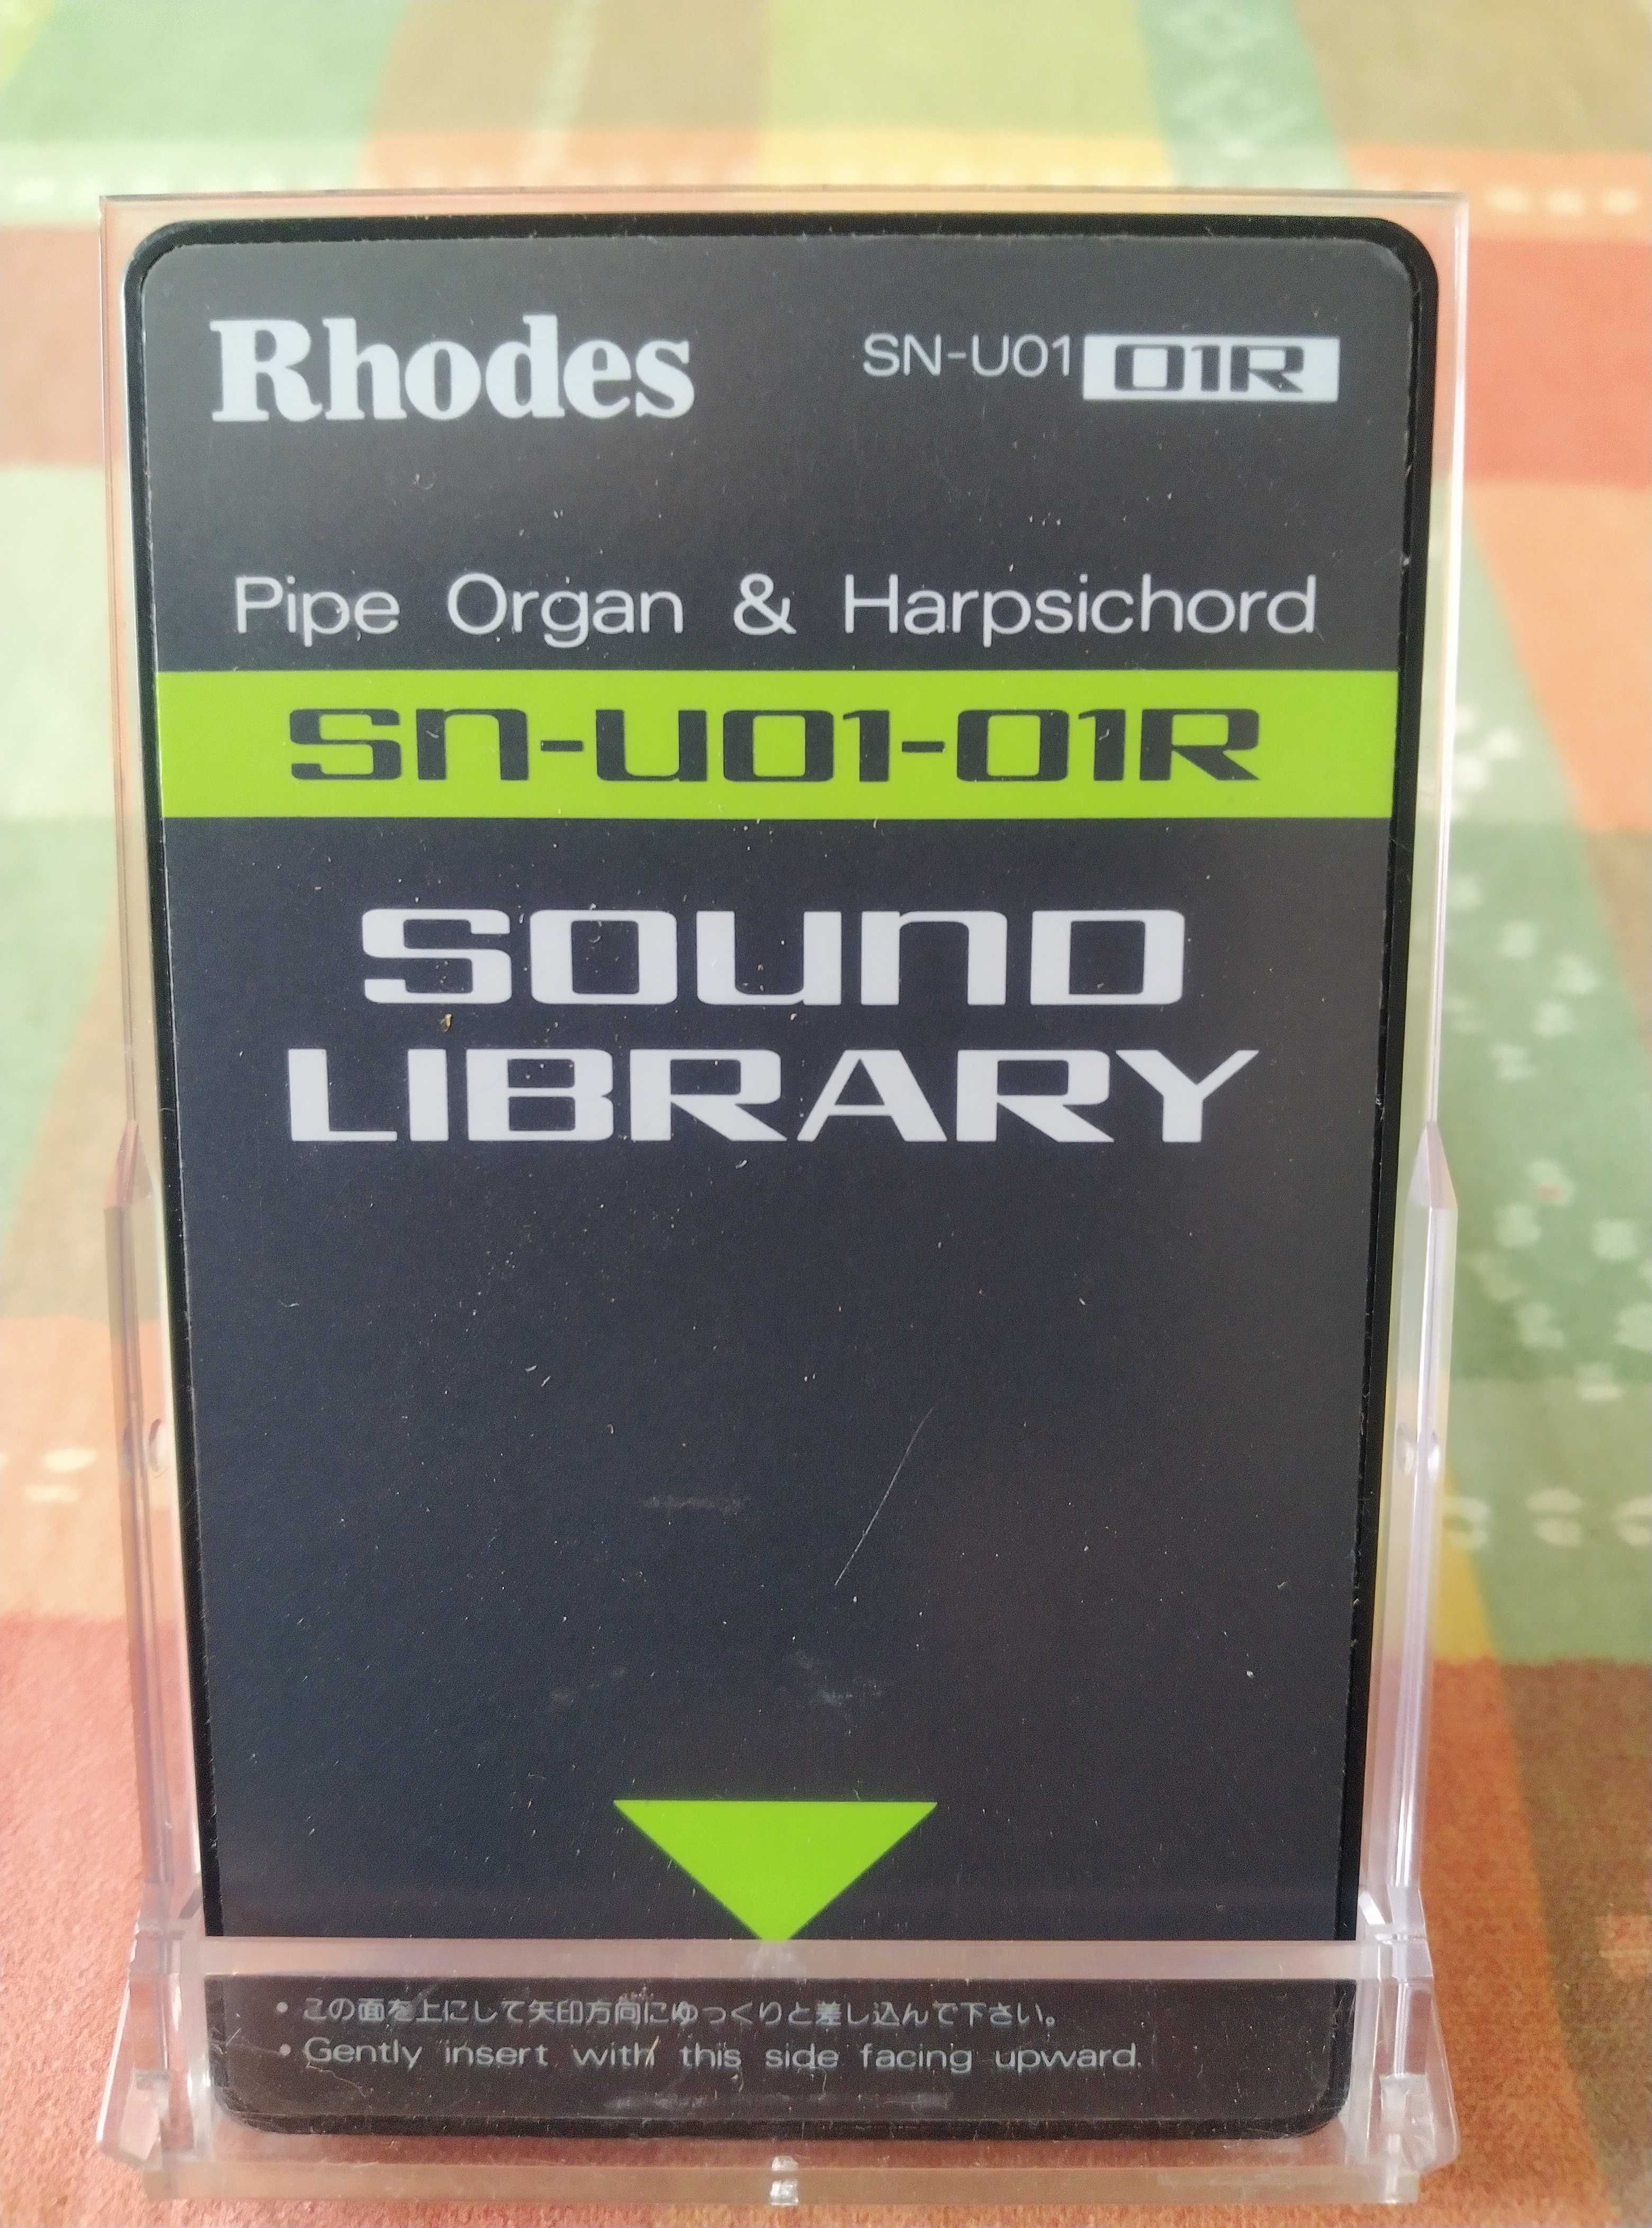 Rhodes
SN-U01 01R
Pipe Organ & Harpsichord
SN-U01-01R
SOUND
LIBRARY
• この面を上にして矢印方向にゆっくりと差し込んで下さい。
• Gently insert with this side facing upward.